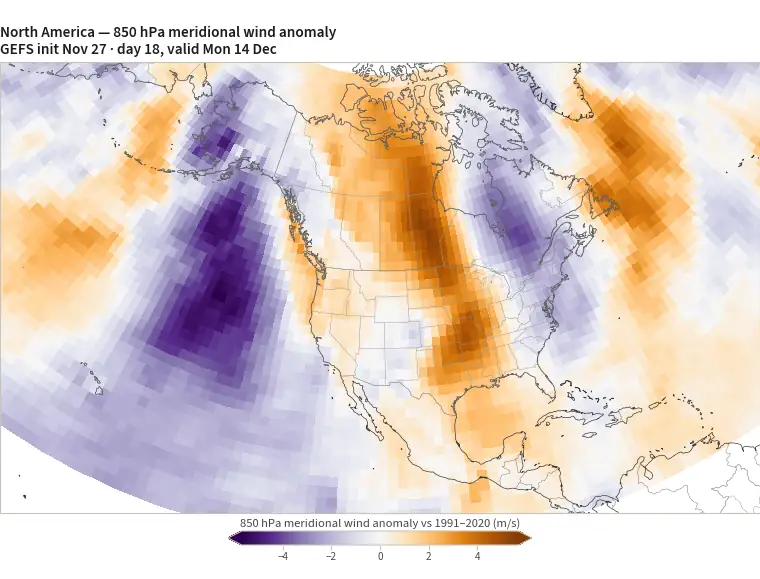 North America — 850 hPa meridional wind anomaly
GEFS init Nov 27 · day 18, valid Mon 14 Dec
850 hPa meridional wind anomaly vs 1991–2020 (m/s)
−4 −2 0 2 4